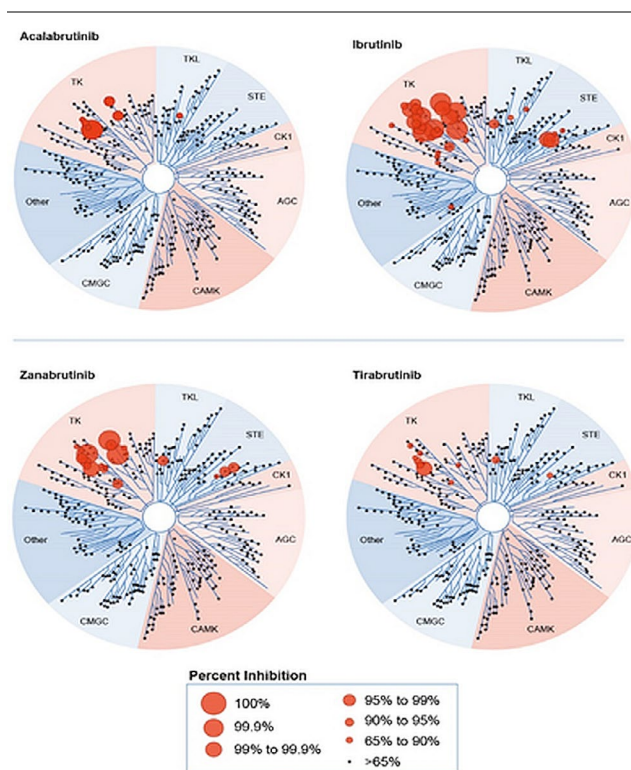 Acalabrutinib
TK
TKL
STE
CK1
AGC
CAMK
CMGC
Other
Ibrutinib
TK
TKL
STE
CK1
AGC
CAMK
CMGC
Other
Zanabrutinib
TK
TKL
STE
CK1
AGC
CAMK
CMGC
Other
Tirabrutinib
TK
TKL
STE
CK1
AGC
CAMK
CMGC
Other
Percent Inhibition
100%
99.9%
99% to 99.9%
95% to 99%
90% to 95%
65% to 90%
>65%